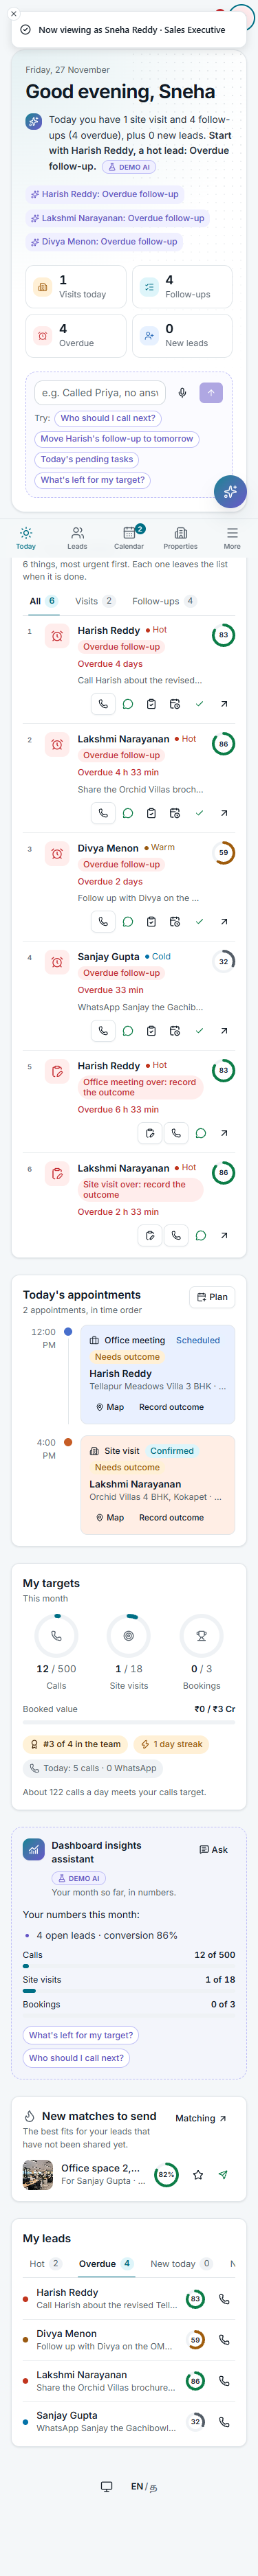 Now viewing as Sneha Reddy · Sales Executive
Friday, 27 November
Good evening, Sneha
Today you have 1 site visit and 4 follow-
ups (4 overdue), plus 0 new leads. Start
with Harish Reddy, a hot lead: Overdue
follow-up. DEMO AI
Harish Reddy: Overdue follow-up
Lakshmi Narayanan: Overdue follow-up
Divya Menon: Overdue follow-up
1
Visits today
4
Follow-ups
4
Overdue
0
New leads
e.g. Called Priya, no ans
Try: Who should I call next?
Move Harish's follow-up to tomorrow
Today's pending tasks
What's left for my target?
2
Today Leads Calendar Properties More
6 things, most urgent first. Each one leaves the list
when it is done.
All 6 Visits 2 Follow-ups 4
1 Harish Reddy Hot 83
Overdue follow-up
Overdue 4 days
Call Harish about the revised...
2 Lakshmi Narayanan Hot 86
Overdue follow-up
Overdue 4 h 33 min
Share the Orchid Villas broch...
3 Divya Menon Warm 59
Overdue follow-up
Overdue 2 days
Follow up with Divya on the ...
4 Sanjay Gupta Cold 32
Overdue follow-up
Overdue 33 min
WhatsApp Sanjay the Gachib...
5 Harish Reddy Hot 83
Office meeting over: record
the outcome
Overdue 6 h 33 min
6 Lakshmi Narayanan Hot 86
Site visit over: record the
outcome
Overdue 2 h 33 min
Today's appointments
2 appointments, in time order
Plan
12:00
PM
Office meeting Scheduled
Needs outcome
Harish Reddy
Tellapur Meadows Villa 3 BHK · ...
Map Record outcome
4:00
PM
Site visit Confirmed
Needs outcome
Lakshmi Narayanan
Orchid Villas 4 BHK, Kokapet · ...
Map Record outcome
My targets
This month
12 / 500 1 / 18 0 / 3
Calls Site visits Bookings
Booked value ₹0 / ₹3 Cr
#3 of 4 in the team 1 day streak
Today: 5 calls · 0 WhatsApp
About 122 calls a day meets your calls target.
Dashboard insights
assistant
Ask
DEMO AI
Your month so far, in numbers.
Your numbers this month:
• 4 open leads · conversion 86%
Calls 12 of 500
Site visits 1 of 18
Bookings 0 of 3
What's left for my target?
Who should I call next?
New matches to send
Matching
The best fits for your leads that
have not been shared yet.
Office space 2,...
For Sanjay Gupta · ...
82%
My leads
Hot 2 Overdue 4 New today 0 N
Harish Reddy
Call Harish about the revised Tell...
83
Divya Menon
Follow up with Divya on the OM...
59
Lakshmi Narayanan
Share the Orchid Villas brochure...
86
Sanjay Gupta
WhatsApp Sanjay the Gachibowl...
32
EN / த